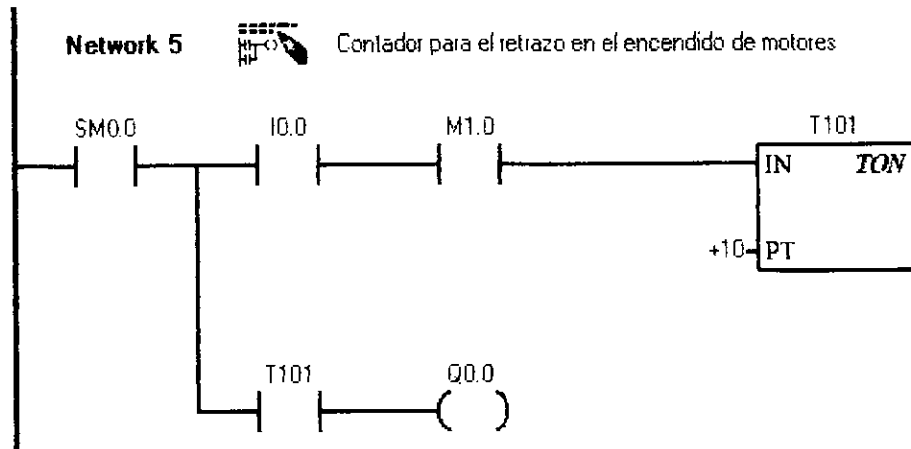 Network 5 Contador para el retrazo en el encendido de motores
SM0.0 I0.0 M1.0 T101
IN TON
+10 PT
T101 Q0.0